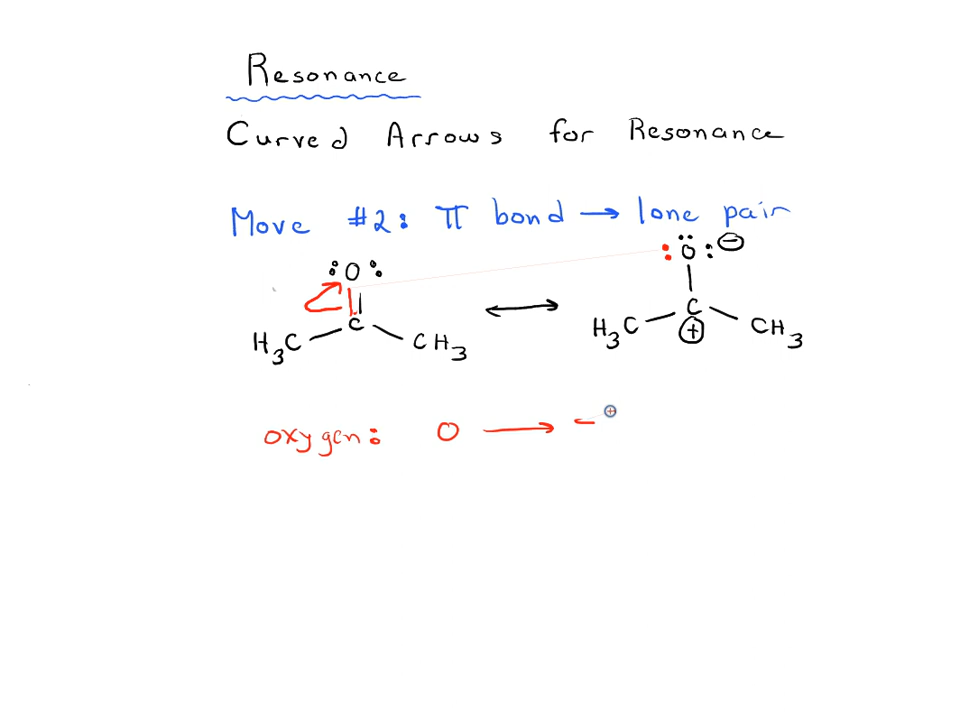 Resonance
Curved Arrows for Resonance
Move #2: π bond → lone pair
:O: :Ö: ⊖
C C ⊕
H3C CH3 H3C CH3
oxygen: 0 → −